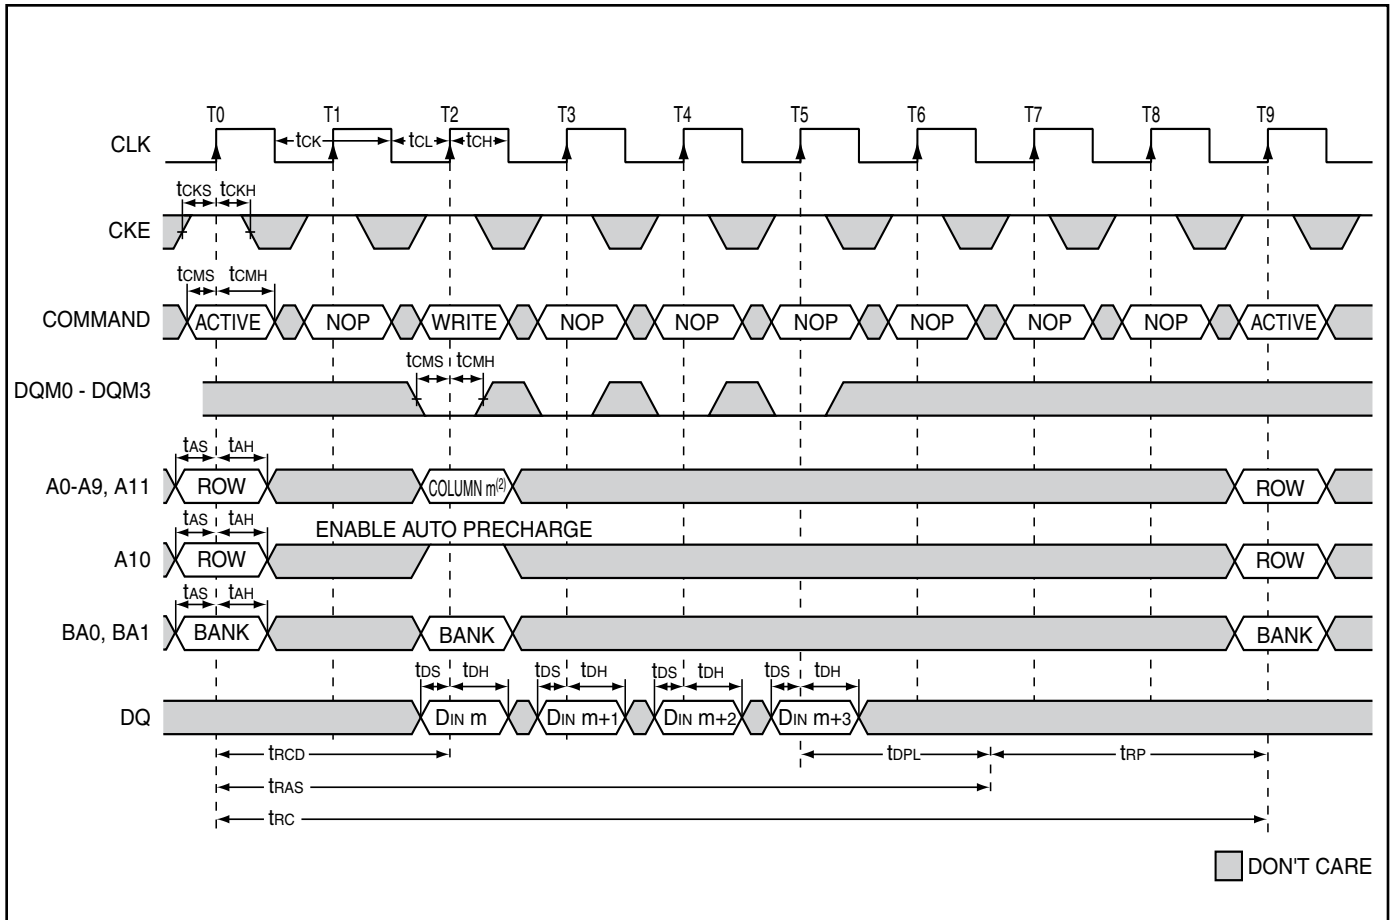 T0 T1 T2 T3 T4 T5 T6 T7 T8 T9
CLK tCK tCL tCH
tCKS tCKH
CKE
tCMS tCMH
COMMAND ACTIVE NOP WRITE NOP NOP NOP NOP NOP NOP ACTIVE
tCMS tCMH
DQM0 - DQM3
tAS tAH
A0-A9, A11 ROW COLUMN m(2) ROW
tAS tAH ENABLE AUTO PRECHARGE
A10 ROW ROW
tAS tAH
BA0, BA1 BANK BANK BANK
tDS tDH tDS tDH tDS tDH tDS tDH
DQ DIN m DIN m+1 DIN m+2 DIN m+3
tRCD tDPL tRP
tRAS
tRC
DON'T CARE